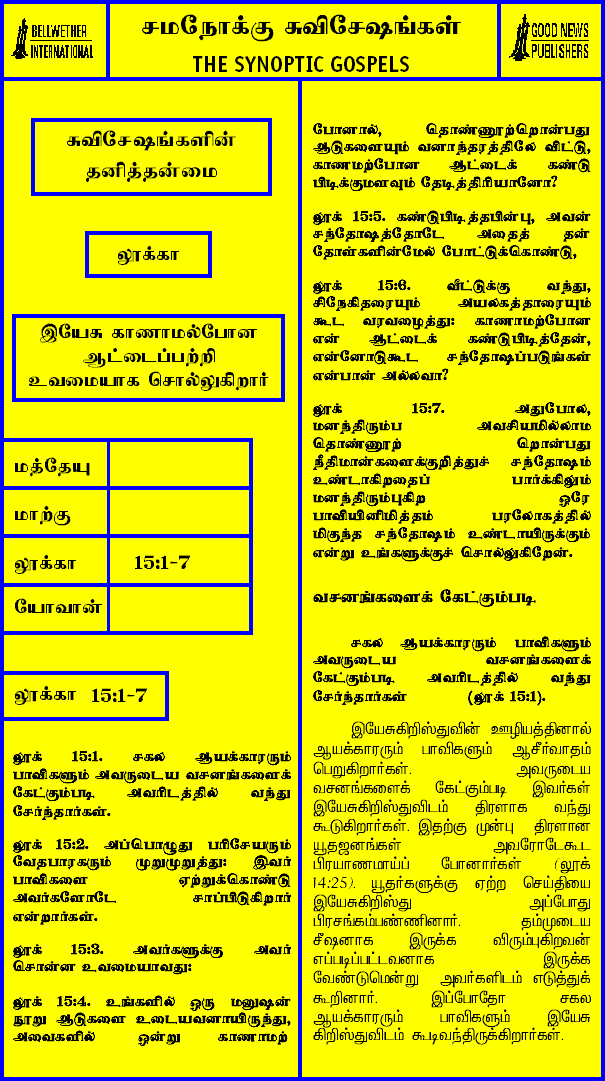 BELLWETHER
INTERNATIONAL
சமநோக்கு சுவிசேஷங்கள்
THE SYNOPTIC GOSPELS
GOOD NEWS
PUBLISHERS
சுவிசேஷங்களின்
தனித்தன்மை
லூக்கா
இயேசு காணாமல்போன
ஆட்டைப்பற்றி
உவமையாக சொல்லுகிறார்
மத்தேயு
மாற்கு
லூக்கா 15:1-7
யோவான்
லூக்கா 15:1-7
லூக் 15:1. சகல ஆயக்காரரும்
பாவிகளும் அவருடைய வசனங்களைக்
கேட்கும்படி அவரிடத்தில் வந்து
சேர்ந்தார்கள்.
லூக் 15:2. அப்பொழுது பரிசேயரும்
வேதபாரகரும் முறுமுறுத்து: இவர்
பாவிகளை ஏற்றுக்கொண்டு
அவர்களோடே சாப்பிடுகிறார்
என்றார்கள்.
லூக் 15:3. அவர்களுக்கு அவர்
சொன்ன உவமையாவது:
லூக் 15:4. உங்களில் ஒரு மனுஷன்
நூறு ஆடுகளை உடையவனாயிருந்து,
அவைகளில் ஒன்று காணாமற்
போனால், தொண்ணூற்றொன்பது
ஆடுகளையும் வனாந்தரத்திலே விட்டு,
காணாமற்போன ஆட்டைக் கண்டு
பிடிக்குமளவும் தேடித்திரியானோ?
லூக் 15:5. கண்டுபிடித்தபின்பு, அவன்
சந்தோஷத்தோடே அதைத் தன்
தோள்களின்மேல் போட்டுக்கொண்டு,
லூக் 15:6. வீட்டுக்கு வந்து,
சிநேகிதரையும் அயலகத்தாரையும்
கூட வரவழைத்து: காணாமற்போன
என் ஆட்டைக் கண்டுபிடித்தேன்,
என்னோடுகூட சந்தோஷப்படுங்கள்
என்பான் அல்லவா?
லூக் 15:7. அதுபோல,
மனந்திரும்ப அவசியமில்லாத
தொண்ணூற் றொன்பது
நீதிமான்களைக்குறித்துச் சந்தோஷம்
உண்டாகிறதைப் பார்க்கிலும்
மனந்திரும்புகிற ஒரே
பாவியினிமித்தம் பரலோகத்தில்
மிகுந்த சந்தோஷம் உண்டாயிருக்கும்
என்று உங்களுக்குச் சொல்லுகிறேன்.
வசனங்களைக் கேட்கும்படி
சகல ஆயக்காரரும் பாவிகளும்
அவருடைய வசனங்களைக்
கேட்கும்படி அவரிடத்தில் வந்து
சேர்ந்தார்கள் (லூக் 15:1).
இயேசுகிறிஸ்துவின் ஊழியத்தினால்
ஆயக்காரரும் பாவிகளும் ஆசீர்வாதம்
பெறுகிறார்கள். அவருடைய
வசனங்களைக் கேட்கும்படி இவர்கள்
இயேசுகிறிஸ்துவிடம் திரளாக வந்து
கூடுகிறார்கள். இதற்கு முன்பு திரளான
யூதஜனங்கள் அவரோடேகூட
பிரயாணமாய்ப் போனார்கள் (லூக்
14:25). யூதர்களுக்கு ஏற்ற செய்தியை
இயேசுகிறிஸ்து அப்போது
பிரசங்கம்பண்ணினார். தம்முடைய
சீஷனாக இருக்க விரும்புகிறவன்
எப்படிப்பட்டவனாக இருக்க
வேண்டுமென்று அவர்களிடம் எடுத்துக்
கூறினார். இப்போதோ சகல
ஆயக்காரரும் பாவிகளும் இயேசு
கிறிஸ்துவிடம் கூடிவந்திருக்கிறார்கள்.